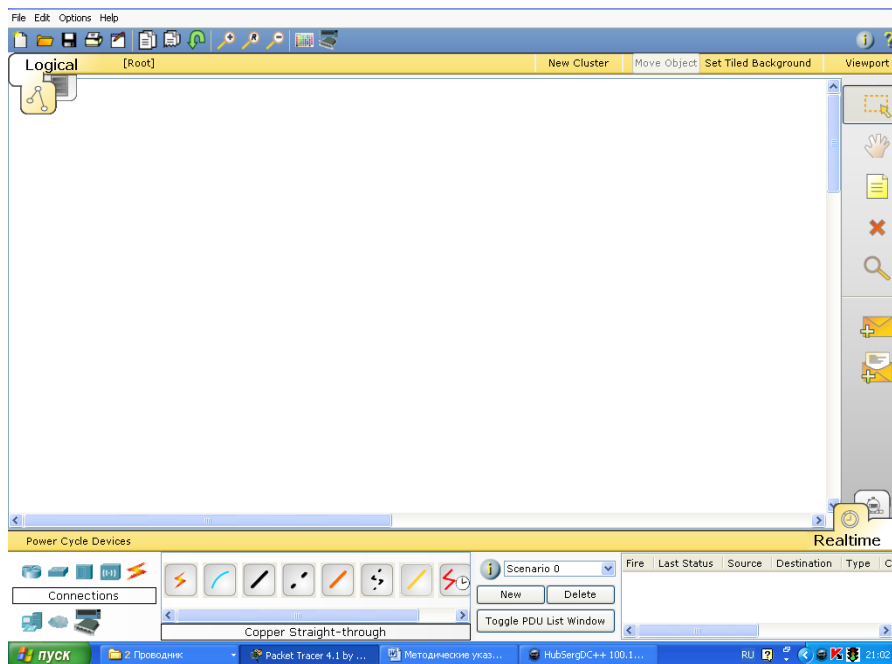 File Edit Options Help
Logical [Root] New Cluster Move Object Set Tiled Background Viewport
Power Cycle Devices Realtime
Connections
Copper Straight-through
Scenario 0
New Delete
Toggle PDU List Window
Fire Last Status Source Destination Type C
пуск 2 Проводник Packet Tracer 4.1 by ... Методические указ... HubSergDC++ 100.1... RU 21:02